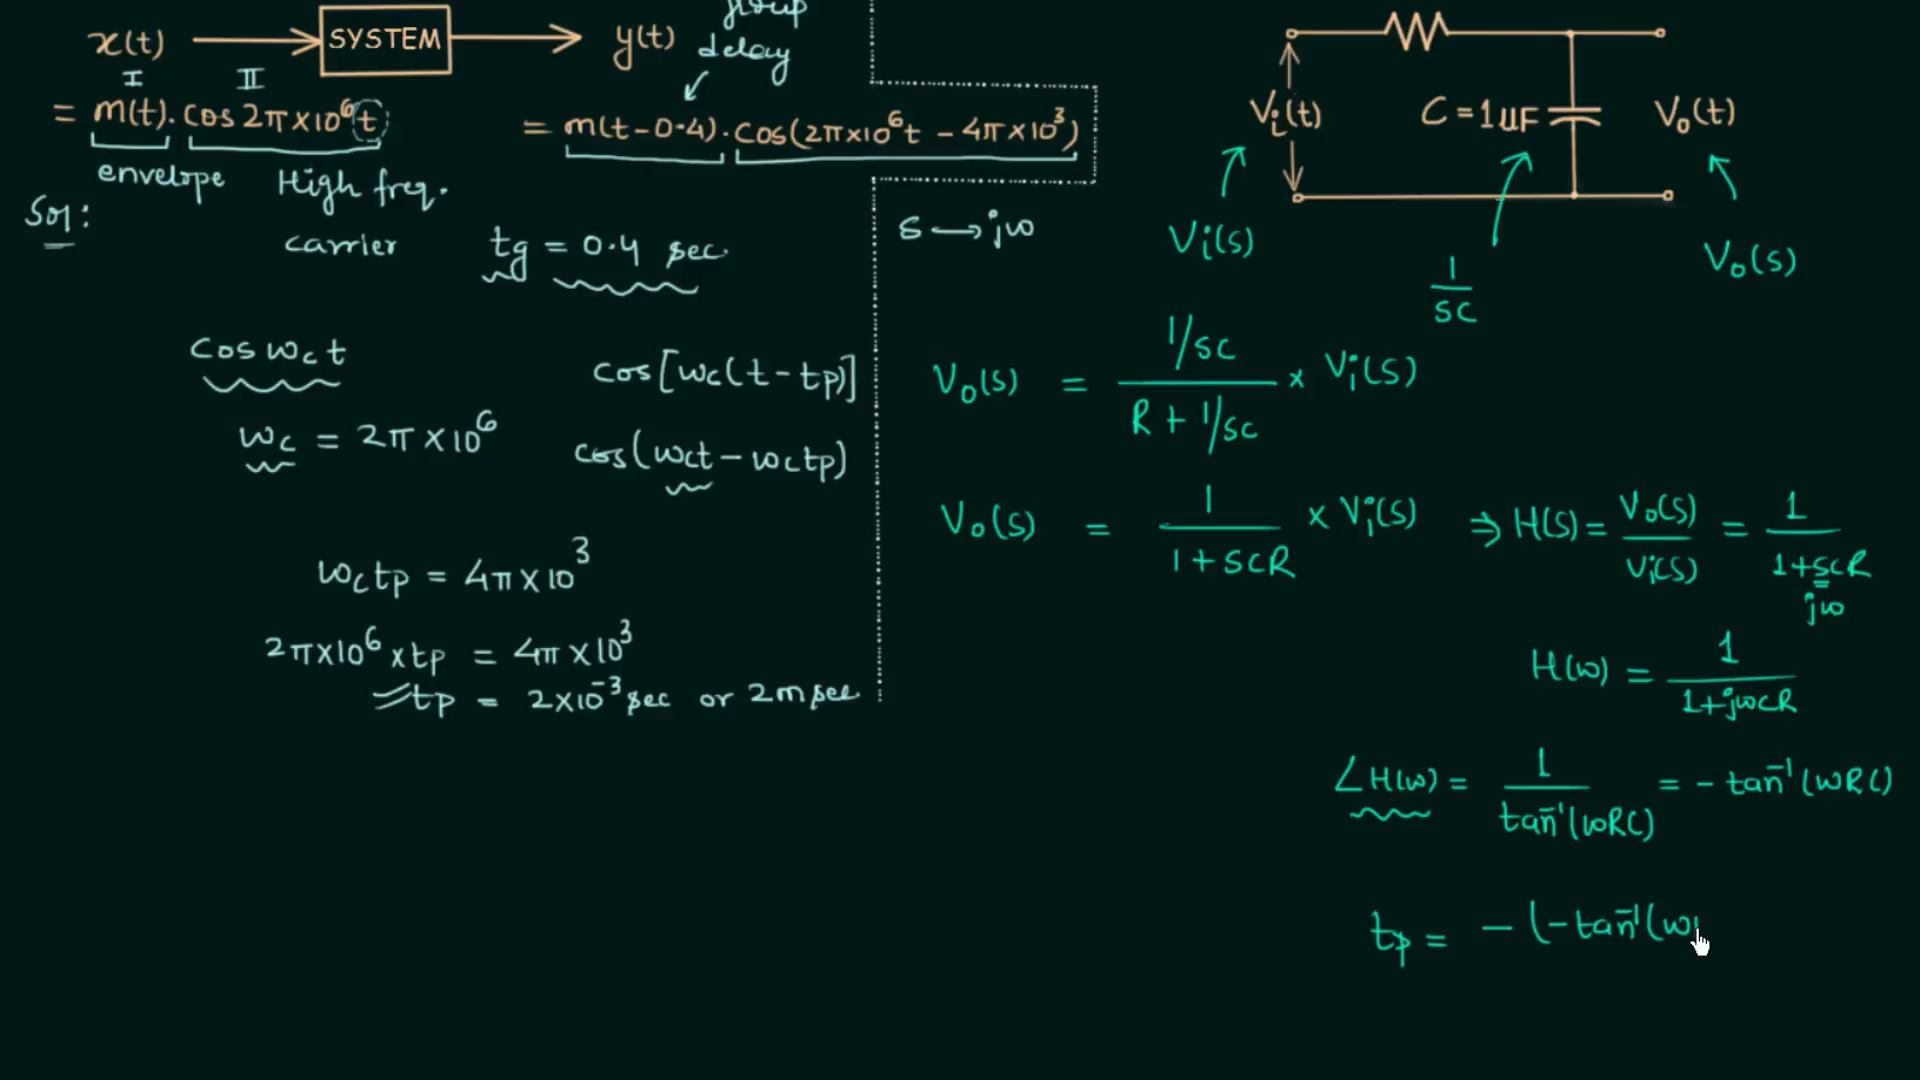 group
x(t) → SYSTEM → y(t) delay
I II
= m(t). cos 2π×10⁶t = m(t-0.4). cos(2π×10⁶t - 4π×10³)
envelope High freq. carrier
Sol:
tg = 0.4 sec.
cos ωct cos[ωc(t-tp)]
ωc = 2π×10⁶ cos(ωct - ωctp)
ωctp = 4π×10³
2π×10⁶×tp = 4π×10³
tp = 2×10⁻³ sec or 2m sec
Vi(t) C = 1μF Vo(t)
s → jω
Vi(s) 1/sC Vo(s)
Vo(s) = (1/sC)/(R + 1/sC) × Vi(s)
Vo(s) = 1/(1+sCR) × Vi(s) ⇒ H(s) = Vo(s)/Vi(s) = 1/(1+sCR)
jω
H(ω) = 1/(1+jωCR)
∠H(ω) = 1/tan⁻¹(ωRC) = -tan⁻¹(ωRC)
tp = -(-tan⁻¹(ω